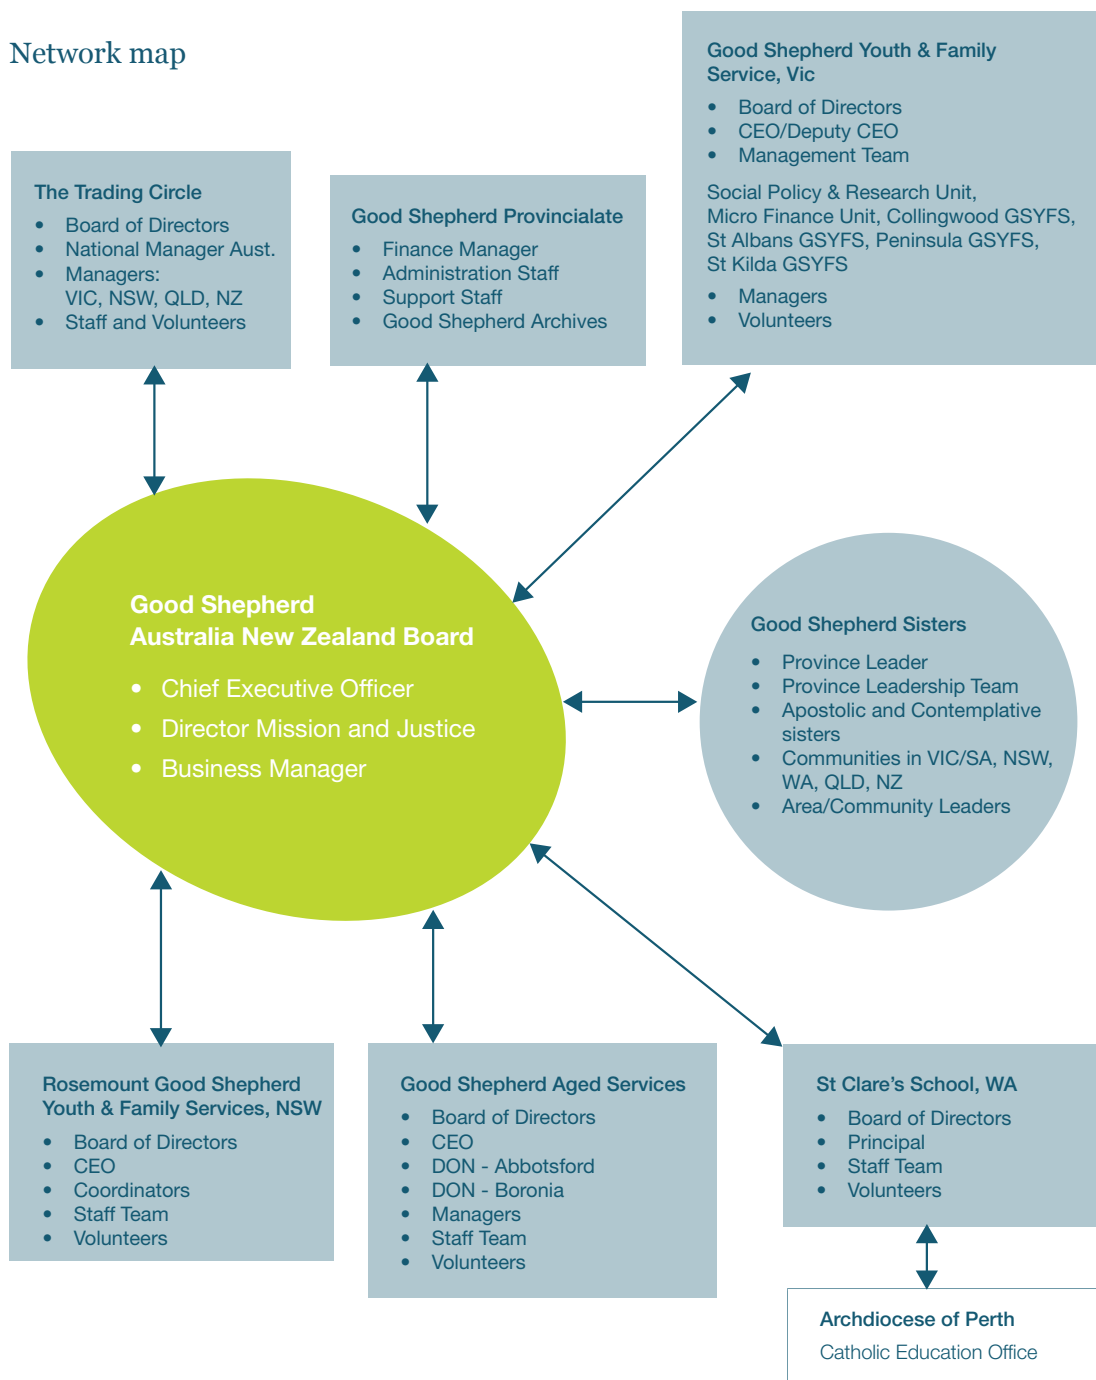 Network map
Good Shepherd Youth & Family
Service, Vic
• Board of Directors
• CEO/Deputy CEO
• Management Team
Social Policy & Research Unit,
Micro Finance Unit, Collingwood GSYFS,
St Albans GSYFS, Peninsula GSYFS,
St Kilda GSYFS
• Managers
• Volunteers
The Trading Circle
• Board of Directors
• National Manager Aust.
• Managers:
VIC, NSW, QLD, NZ
• Staff and Volunteers
Good Shepherd Provincialate
• Finance Manager
• Administration Staff
• Support Staff
• Good Shepherd Archives
Good Shepherd
Australia New Zealand Board
• Chief Executive Officer
• Director Mission and Justice
• Business Manager
Good Shepherd Sisters
• Province Leader
• Province Leadership Team
• Apostolic and Contemplative
sisters
• Communities in VIC/SA, NSW,
WA, QLD, NZ
• Area/Community Leaders
Rosemount Good Shepherd
Youth & Family Services, NSW
• Board of Directors
• CEO
• Coordinators
• Staff Team
• Volunteers
Good Shepherd Aged Services
• Board of Directors
• CEO
• DON - Abbotsford
• DON - Boronia
• Managers
• Staff Team
• Volunteers
St Clare's School, WA
• Board of Directors
• Principal
• Staff Team
• Volunteers
Archdiocese of Perth
Catholic Education Office